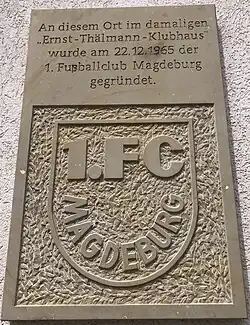 An diesem Ort im damaligen
„Ernst-Thälmann-Klubhaus"
wurde am 22.12.1965 der
1. Fußballclub Magdeburg
gegründet.
1.FC
MAGDEBURG